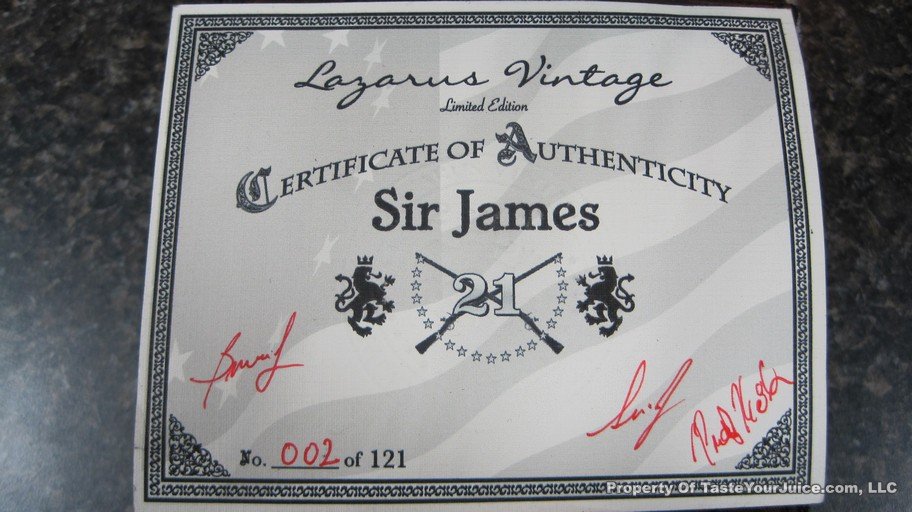 Lazarus Vintage
Limited Edition
CERTIFICATE OF AUTHENTICITY
Sir James
21
No. 002 of 121
Property Of TasteYourJuice.com, LLC